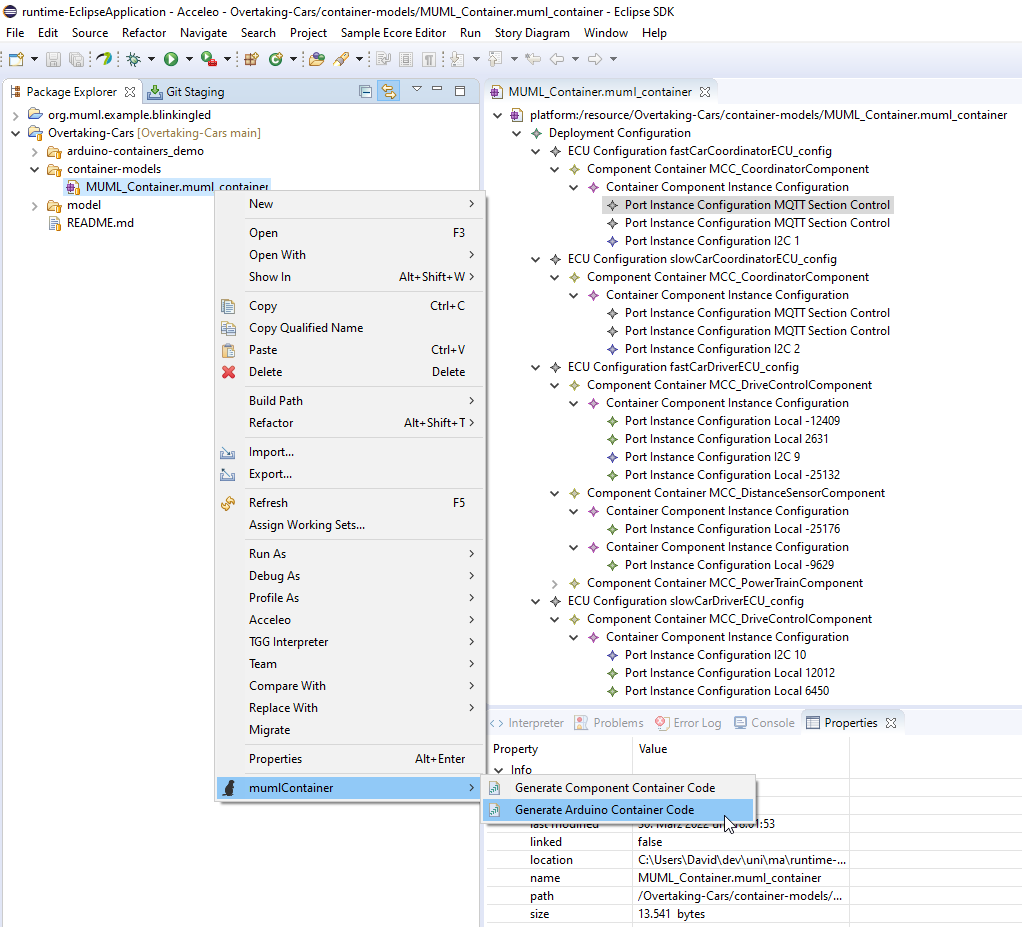 runtime-EclipseApplication - Acceleo - Overtaking-Cars/container-models/MUML_Container.muml_container - Eclipse SDK
File Edit Source Refactor Navigate Search Project Sample Ecore Editor Run Story Diagram Window Help
Package Explorer
Git Staging
org.muml.example.blinkingled
Overtaking-Cars [Overtaking-Cars main]
arduino-containers_demo
container-models
MUML_Container.muml_container
model
README.md
New
Open F3
Open With
Show In Alt+Shift+W
Copy Ctrl+C
Copy Qualified Name
Paste Ctrl+V
Delete Delete
Build Path
Refactor Alt+Shift+T
Import...
Export...
Refresh F5
Assign Working Sets...
Run As
Debug As
Profile As
Acceleo
TGG Interpreter
Team
Compare With
Replace With
Migrate
Properties Alt+Enter
mumlContainer
Generate Component Container Code
Generate Arduino Container Code
MUML_Container.muml_container
platform:/resource/Overtaking-Cars/container-models/MUML_Container.muml_container
Deployment Configuration
ECU Configuration fastCarCoordinatorECU_config
Component Container MCC_CoordinatorComponent
Container Component Instance Configuration
Port Instance Configuration MQTT Section Control
Port Instance Configuration MQTT Section Control
Port Instance Configuration I2C 1
ECU Configuration slowCarCoordinatorECU_config
Component Container MCC_CoordinatorComponent
Container Component Instance Configuration
Port Instance Configuration MQTT Section Control
Port Instance Configuration MQTT Section Control
Port Instance Configuration I2C 2
ECU Configuration fastCarDriverECU_config
Component Container MCC_DriveControlComponent
Container Component Instance Configuration
Port Instance Configuration Local -12409
Port Instance Configuration Local 2631
Port Instance Configuration I2C 9
Port Instance Configuration Local -25132
Component Container MCC_DistanceSensorComponent
Container Component Instance Configuration
Port Instance Configuration Local -25176
Container Component Instance Configuration
Port Instance Configuration Local -9629
Component Container MCC_PowerTrainComponent
ECU Configuration slowCarDriverECU_config
Component Container MCC_DriveControlComponent
Container Component Instance Configuration
Port Instance Configuration I2C 10
Port Instance Configuration Local 12012
Port Instance Configuration Local 6450
Interpreter Problems Error Log Console Properties
Property Value
Info
last modified 30. März 2022 :53
linked false
location C:\Users\David\dev\uni\ma\runtime-...
name MUML_Container.muml_container
path /Overtaking-Cars/container-models/...
size 13.541 bytes